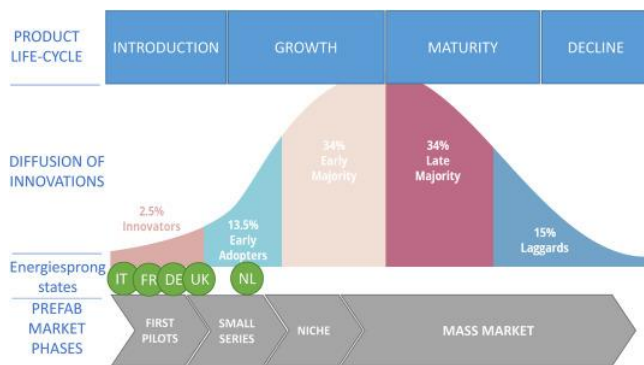 PRODUCT
LIFE-CYCLE
INTRODUCTION
GROWTH
MATURITY
DECLINE
DIFFUSION OF
INNOVATIONS
2.5%
Innovators
13.5%
Early
Adopters
34%
Early
Majority
34%
Late
Majority
15%
Laggards
Energiesprong
states
IT
FR
DE
UK
NL
PREFAB
MARKET
PHASES
FIRST
PILOTS
SMALL
SERIES
NICHE
MASS MARKET